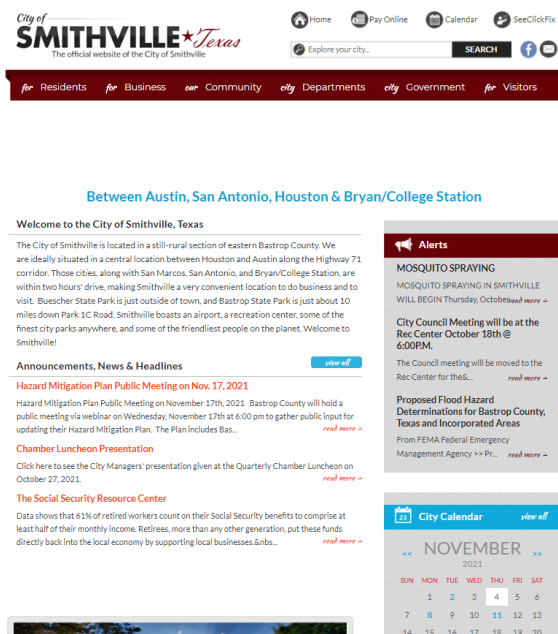 City of
SMITHVILLE Texas
The official website of the City of Smithville
Home Pay Online Calendar SeeClickFix
Explore your city... SEARCH
for Residents for Business our Community city Departments city Government for Visitors
Between Austin, San Antonio, Houston & Bryan/College Station
Welcome to the City of Smithville, Texas
The City of Smithville is located in a still-rural section of eastern Bastrop County. We
are ideally situated in a central location between Houston and Austin along the Highway 71
corridor. Those cities, along with San Marcos, San Antonio, and Bryan/College Station, are
within two hours' drive, making Smithville a very convenient location to do business and to
visit. Buescher State Park is just outside of town, and Bastrop State Park is just about 10
miles down Park 1C Road. Smithville boasts an airport, a recreation center, some of the
finest city parks anywhere, and some of the friendliest people on the planet. Welcome to
Smithville!
Announcements, News & Headlines view all
Hazard Mitigation Plan Public Meeting on Nov. 17, 2021
Hazard Mitigation Plan Public Meeting on November 17th, 2021 Bastrop County will hold a
public meeting via webinar on Wednesday, November 17th at 6:00 pm to gather public input for
updating their Hazard Mitigation Plan. The Plan includes Bas... read more
Chamber Luncheon Presentation
Click here to see the City Managers' presentation given at the Quarterly Chamber Luncheon on
October 27, 2021. read more
The Social Security Resource Center
Data shows that 61% of retired workers count on their Social Security benefits to comprise at
least half of their monthly income. Retirees, more than any other generation, put these funds
directly back into the local economy by supporting local businesses.&nbs... read more
Alerts
MOSQUITO SPRAYING
MOSQUITO SPRAYING IN SMITHVILLE
WILL BEGIN Thursday, Octobe read more
City Council Meeting will be at the
Rec Center October 18th @
6:00P.M.
The Council meeting will be moved to the
Rec Center for the&... read more
Proposed Flood Hazard
Determinations for Bastrop County,
Texas and Incorporated Areas
From FEMA Federal Emergency
Management Agency >> Pr... read more
23 City Calendar view all
<< NOVEMBER >>
2021
SUN MON TUE WED THU FRI SAT
1 2 3 4 5 6
7 8 9 10 11 12 13
14 15 16 17 18 19 20